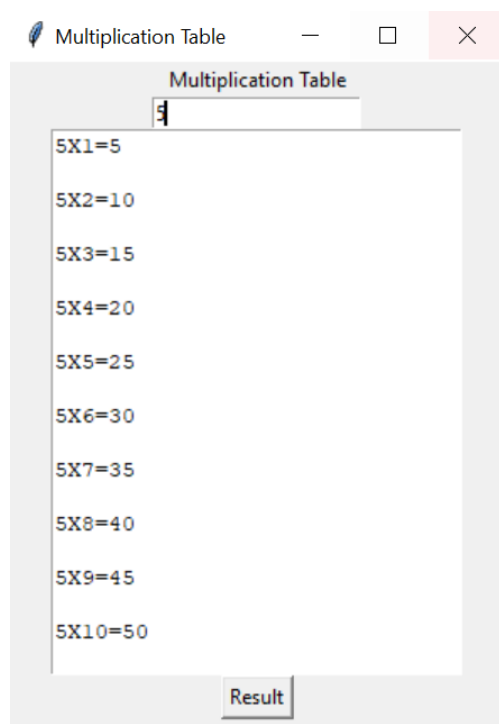 Multiplication Table
Multiplication Table
5
5X1=5
5X2=10
5X3=15
5X4=20
5X5=25
5X6=30
5X7=35
5X8=40
5X9=45
5X10=50
Result